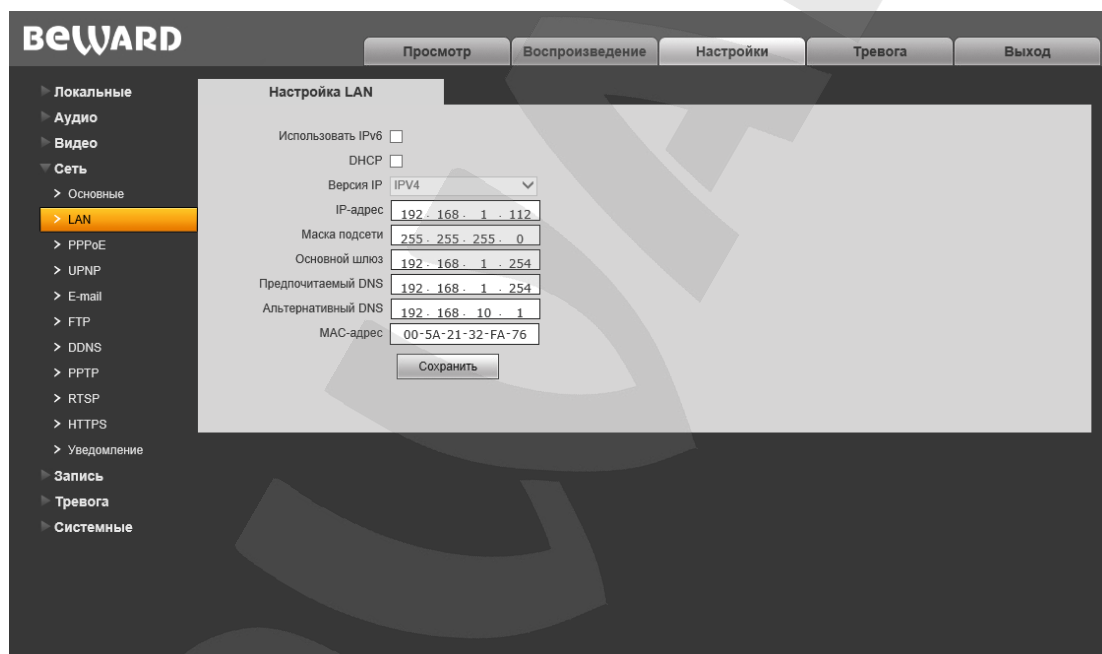 BEWARD
Просмотр Воспроизведение Настройки Тревога Выход
Локальные
Аудио
Видео
Сеть
> Основные
> LAN
> PPPoE
> UPNP
> E-mail
> FTP
> DDNS
> PPTP
> RTSP
> HTTPS
> Уведомление
Запись
Тревога
Системные
Настройка LAN
Использовать IPv6
DHCP
Версия IP IPV4
IP-адрес 192 . 168 . 1 . 112
Маска подсети 255 . 255 . 255 . 0
Основной шлюз 192 . 168 . 1 . 254
Предпочитаемый DNS 192 . 168 . 1 . 254
Альтернативный DNS 192 . 168 . 10 . 1
MAC-адрес 00-5A-21-32-FA-76
Сохранить